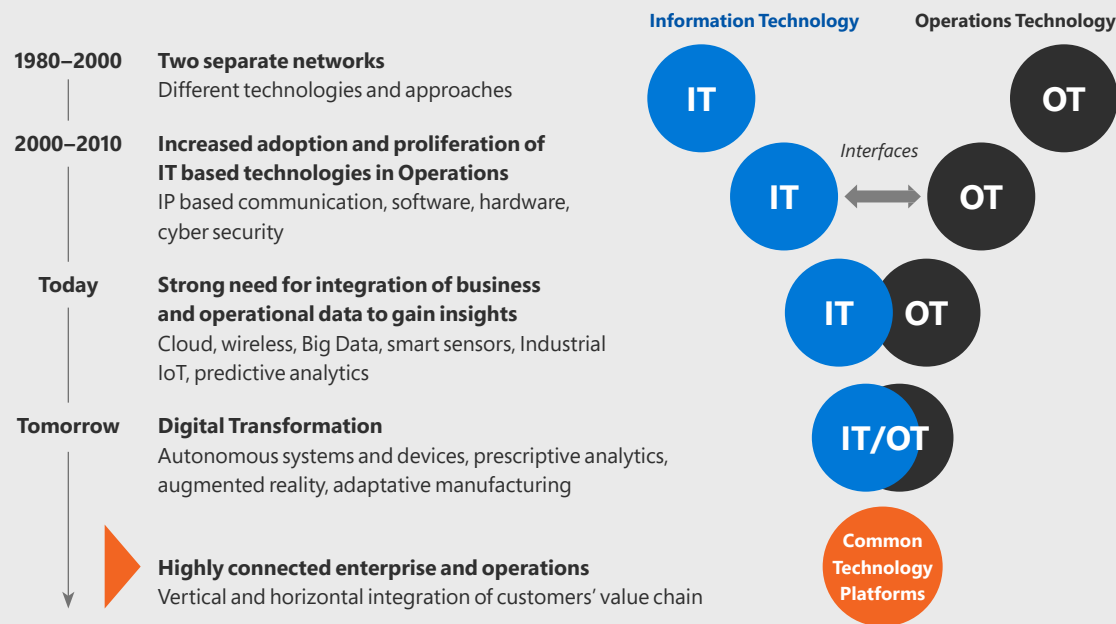 Information Technology
Operations Technology
1980–2000
Two separate networks
Different technologies and approaches
IT
OT
2000–2010
Increased adoption and proliferation of
IT based technologies in Operations
IP based communication, software, hardware,
cyber security
IT
Interfaces
OT
Today
Strong need for integration of business
and operational data to gain insights
Cloud, wireless, Big Data, smart sensors, Industrial
IoT, predictive analytics
IT
OT
Tomorrow
Digital Transformation
Autonomous systems and devices, prescriptive analytics,
augmented reality, adaptative manufacturing
IT/OT
Highly connected enterprise and operations
Vertical and horizontal integration of customers’ value chain
Common
Technology
Platforms